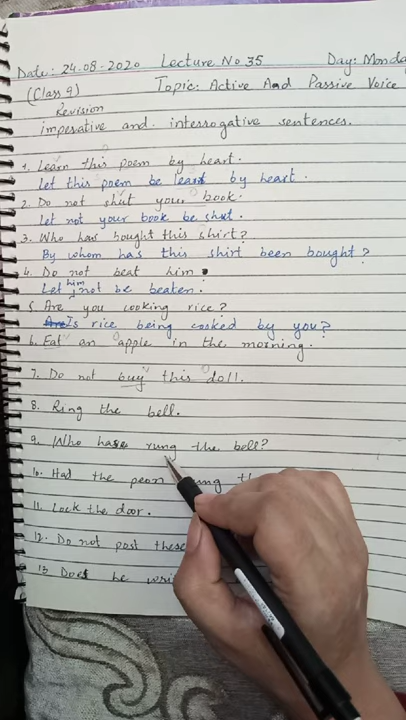 Date: 24.08.2020 Lecture No 35 Day: Monda
(Class 9) Topic: Active And Passive Voice
Revision
imperative and interrogative sentences.
1. Learn this poem by heart.
Let this poem be learnt by heart.
2. Do not shut your book.
Let not your book be shut.
3. Who has bought this shirt?
By whom has this shirt been bought?
4. Do not beat him.
Let him not be beaten.
5. Are you cooking rice?
Is rice being cooked by you?
6. Eat an apple in the morning.
7. Do not buy this doll.
8. Ring the bell.
9. Who has rung the bell?
10. Had the peon rung th
11. Lock the door.
12. Do not post these
13 Does he wri